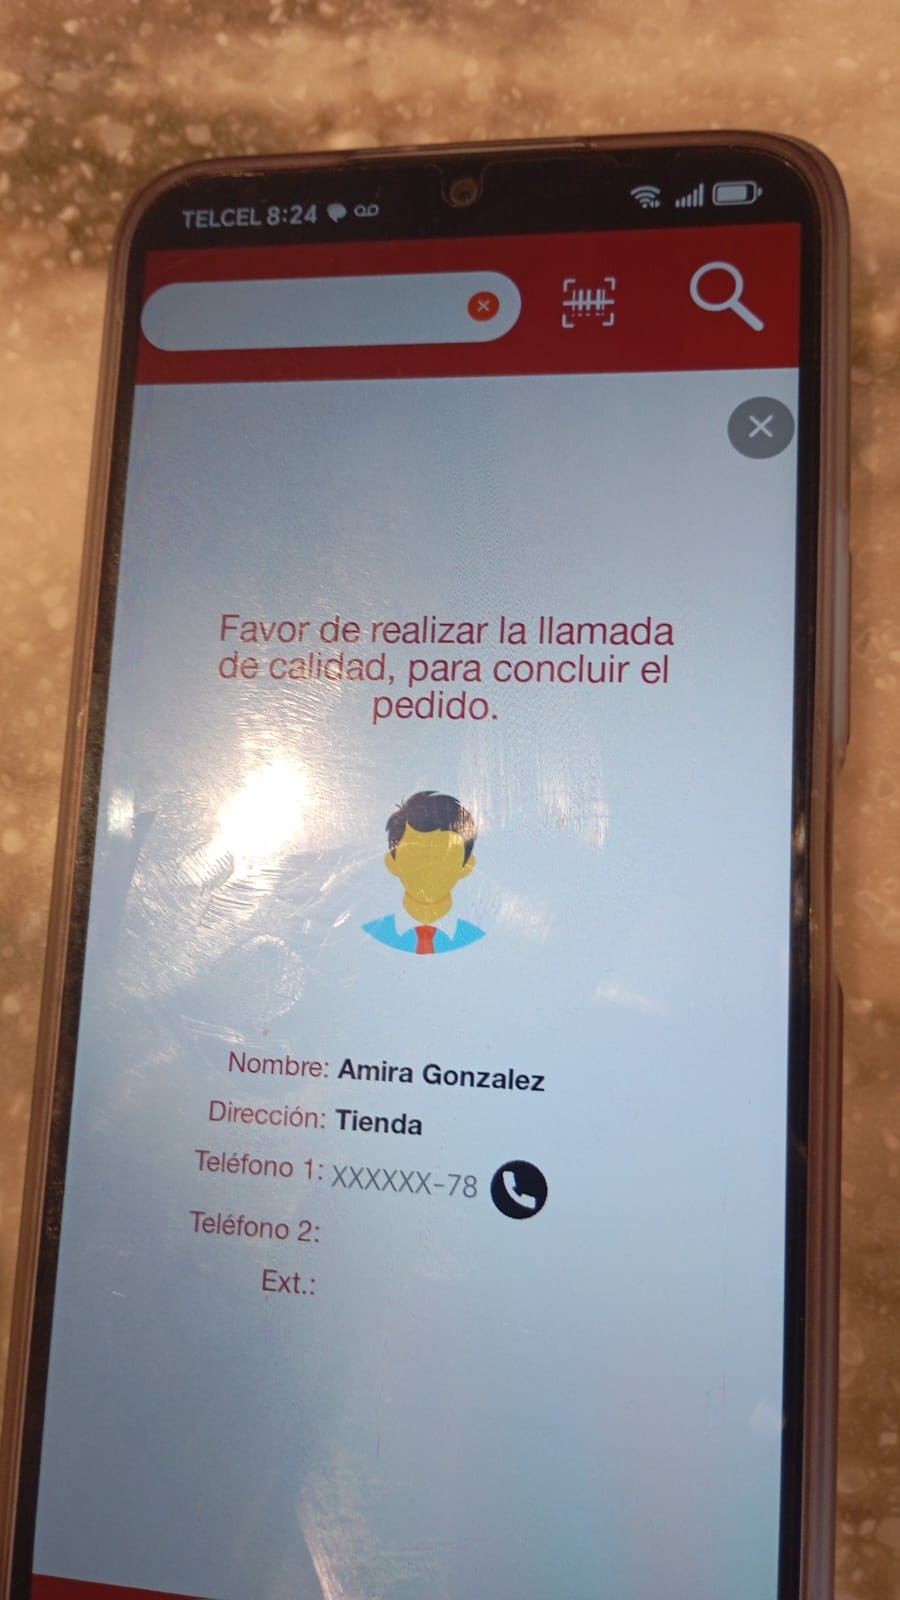 TELCEL 8:24
Favor de realizar la llamada
de calidad, para concluir el
pedido.
Nombre: Amira Gonzalez
Dirección: Tienda
Teléfono 1: XXXXXX-78
Teléfono 2:
Ext.: